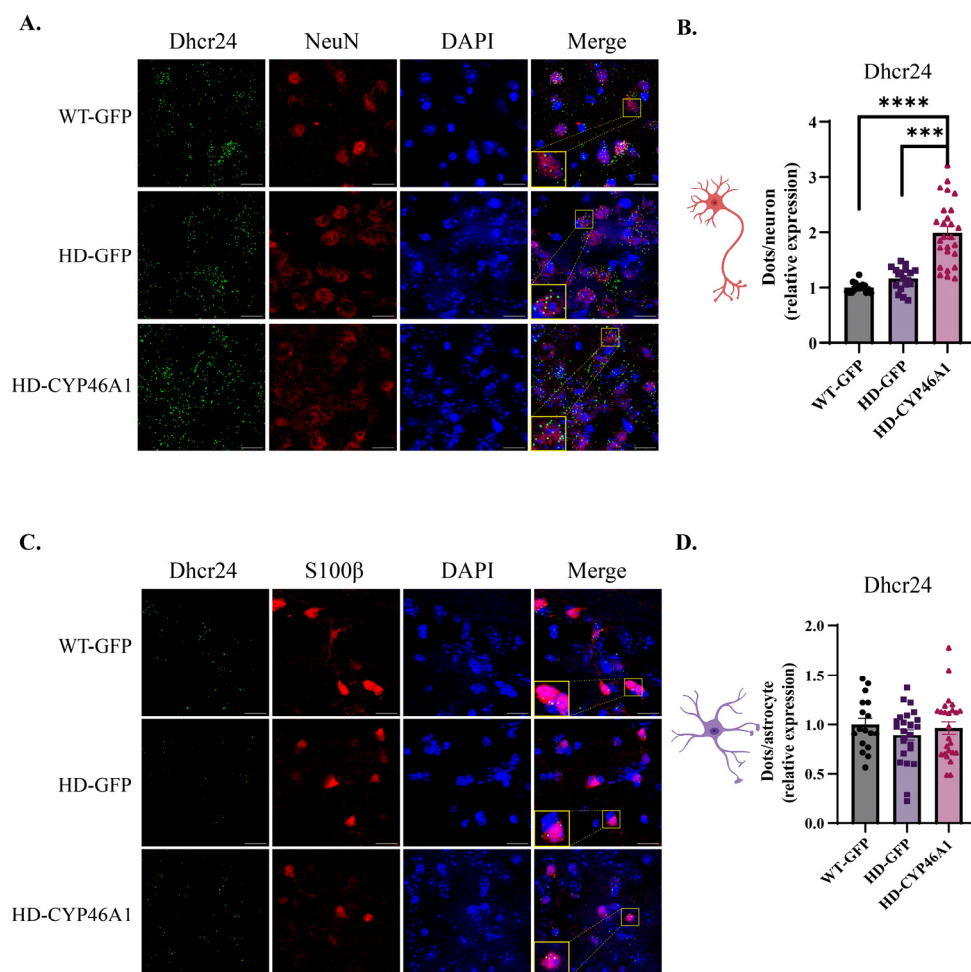 A.
Dhcr24 NeuN DAPI Merge
WT-GFP
HD-GFP
HD-CYP46A1
B.
Dhcr24
****
***
4
3
2
1
0
Dots/neuron
(relative expression)
WT-GFP
HD-GFP
HD-CYP46A1
C.
Dhcr24 S100β DAPI Merge
WT-GFP
HD-GFP
HD-CYP46A1
D.
Dhcr24
2.0
1.5
1.0
0.5
0.0
Dots/astrocyte
(relative expression)
WT-GFP
HD-GFP
HD-CYP46A1